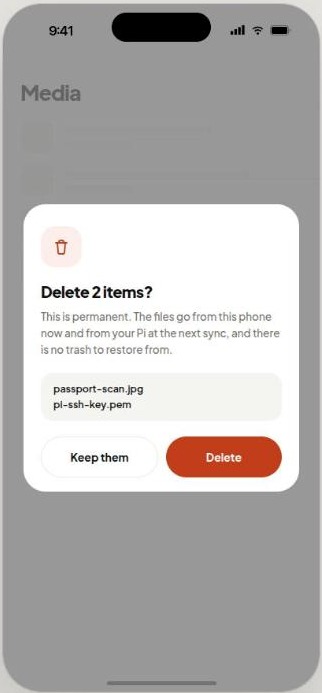 9:41
Media
Delete 2 items?
This is permanent. The files go from this phone
now and from your Pi at the next sync, and there
is no trash to restore from.
passport-scan.jpg
pi-ssh-key.pem
Keep them
Delete